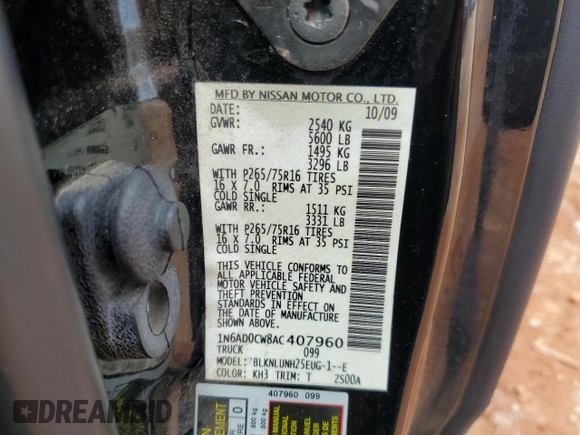 MFD BY NISSAN MOTOR CO., LTD.
DATE: 10/09
GVWR: 2540 KG
5600 LB
GAWR FR.: 1495 KG
3296 LB
WITH P265/75R16 TIRES
16 X 7.0 RIMS AT 35 PSI
COLD SINGLE
GAWR RR.: 1511 KG
3331 LB
WITH P265/75R16 TIRES
16 X 7.0 RIMS AT 35 PSI
COLD SINGLE
THIS VEHICLE CONFORMS TO
ALL APPLICABLE FEDERAL
MOTOR VEHICLE SAFETY AND
THEFT PREVENTION
STANDARDS IN EFFECT ON
THE DATE OF MANUFACTURE
SHOWN ABOVE.
1N6AD0CW8AC407960
TRUCK 099
MODEL: BLKNLUNH25EUG-1--E
COLOR: KH3 TRIM: T 2S00A
407960 099
DISCOVER
CAR HISTORY